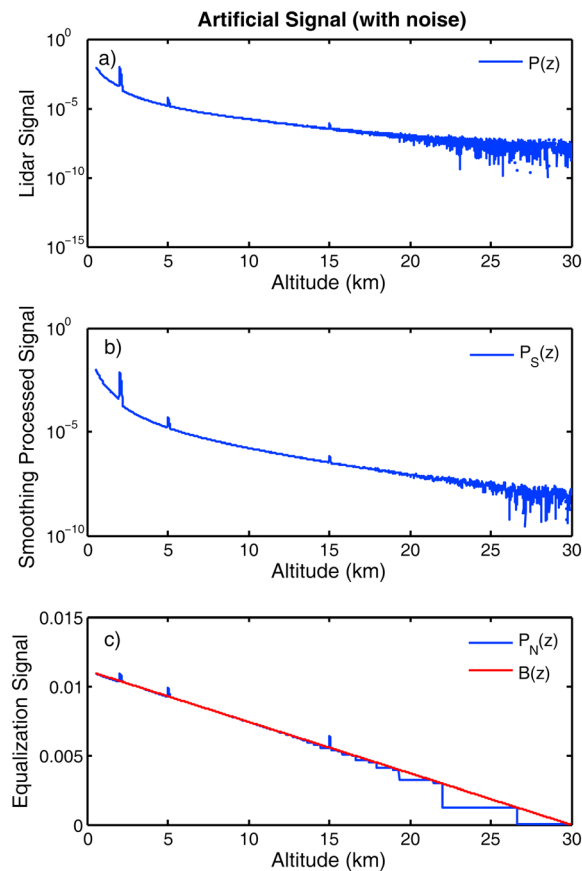 Artificial Signal (with noise)
a)
P(z)
Lidar Signal
10^0
10^-5
10^-10
10^-15
0 5 10 15 20 25 30
Altitude (km)
b)
P_S(z)
Smoothing Processed Signal
10^0
10^-5
10^-10
0 5 10 15 20 25 30
Altitude (km)
c)
P_N(z)
B(z)
Equalization Signal
0.015
0.01
0.005
0
0 5 10 15 20 25 30
Altitude (km)